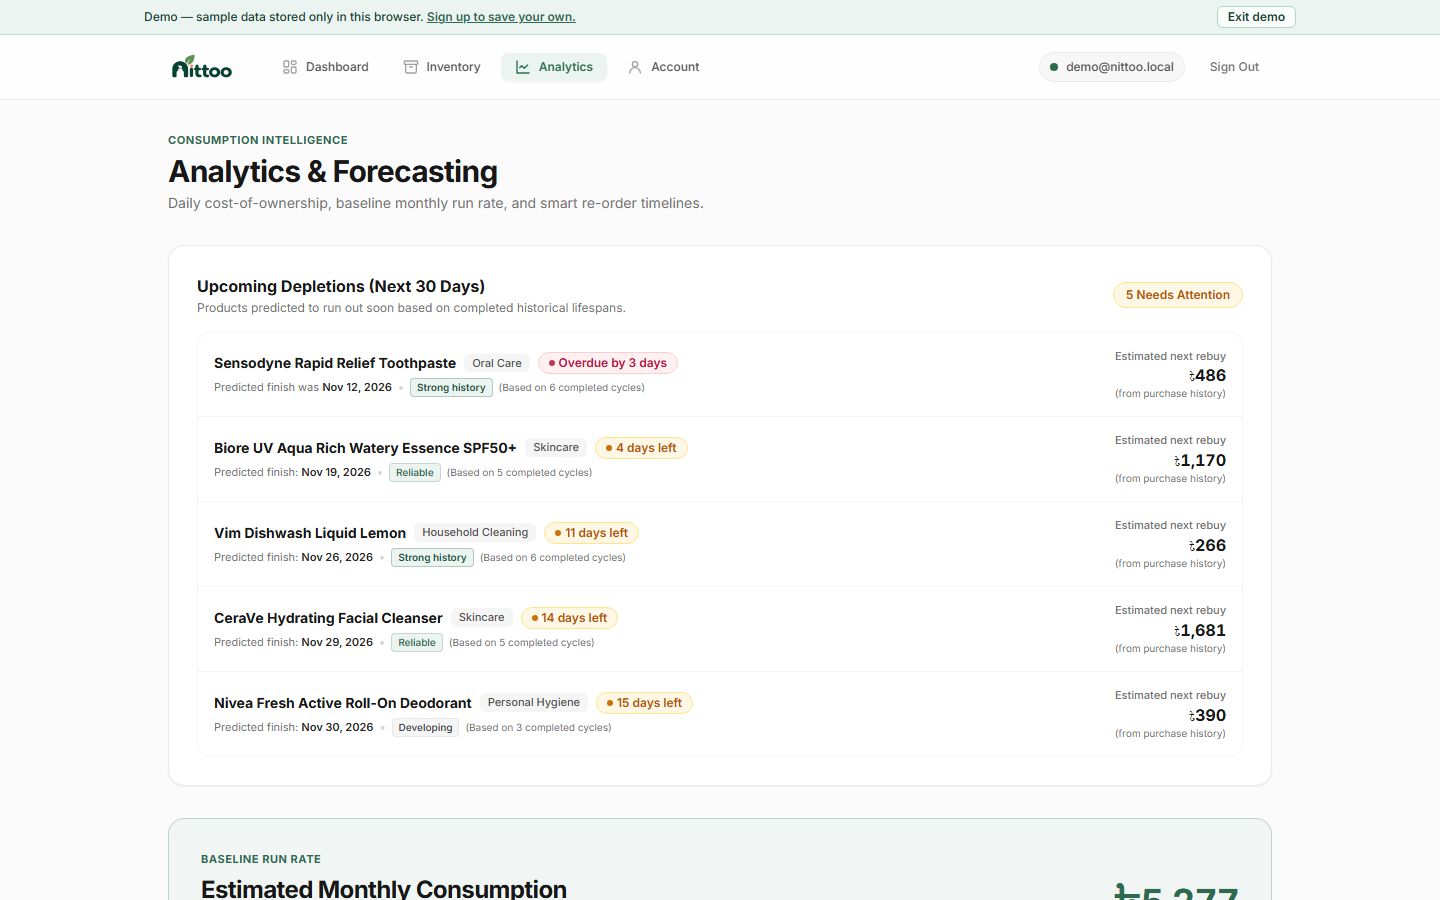 Demo — sample data stored only in this browser. Sign up to save your own.
Exit demo
Nittoo
Dashboard
Inventory
Analytics
Account
demo@nittoo.local
Sign Out
CONSUMPTION INTELLIGENCE
Analytics & Forecasting
Daily cost-of-ownership, baseline monthly run rate, and smart re-order timelines.
Upcoming Depletions (Next 30 Days)
Products predicted to run out soon based on completed historical lifespans.
5 Needs Attention
Sensodyne Rapid Relief Toothpaste Oral Care Overdue by 3 days
Predicted finish was Nov 12, 2026 • Strong history (Based on 6 completed cycles)
Estimated next rebuy
৳486
(from purchase history)
Biore UV Aqua Rich Watery Essence SPF50+ Skincare 4 days left
Predicted finish: Nov 19, 2026 • Reliable (Based on 5 completed cycles)
Estimated next rebuy
৳1,170
(from purchase history)
Vim Dishwash Liquid Lemon Household Cleaning 11 days left
Predicted finish: Nov 26, 2026 • Strong history (Based on 6 completed cycles)
Estimated next rebuy
৳266
(from purchase history)
CeraVe Hydrating Facial Cleanser Skincare 14 days left
Predicted finish: Nov 29, 2026 • Reliable (Based on 5 completed cycles)
Estimated next rebuy
৳1,681
(from purchase history)
Nivea Fresh Active Roll-On Deodorant Personal Hygiene 15 days left
Predicted finish: Nov 30, 2026 • Developing (Based on 3 completed cycles)
Estimated next rebuy
৳390
(from purchase history)
BASELINE RUN RATE
Estimated Monthly Consumption